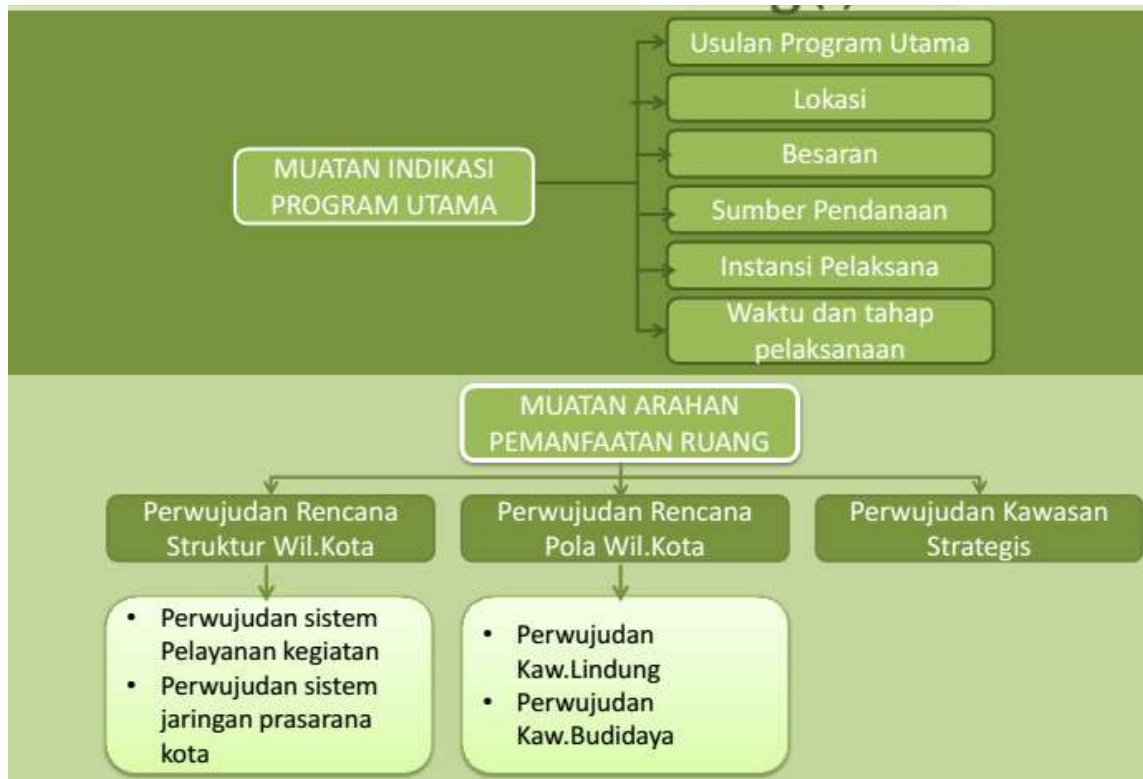 Usulan Program Utama
Lokasi
MUATAN INDIKASI
PROGRAM UTAMA
Besaran
Sumber Pendanaan
Instansi Pelaksana
Waktu dan tahap
pelaksanaan
MUATAN ARAHAN
PEMANFAATAN RUANG
Perwujudan Rencana
Struktur Wil.Kota
Perwujudan Rencana
Pola Wil.Kota
Perwujudan Kawasan
Strategis
• Perwujudan sistem
Pelayanan kegiatan
• Perwujudan sistem
jaringan prasarana
kota
• Perwujudan
Kaw.Lindung
• Perwujudan
Kaw.Budidaya